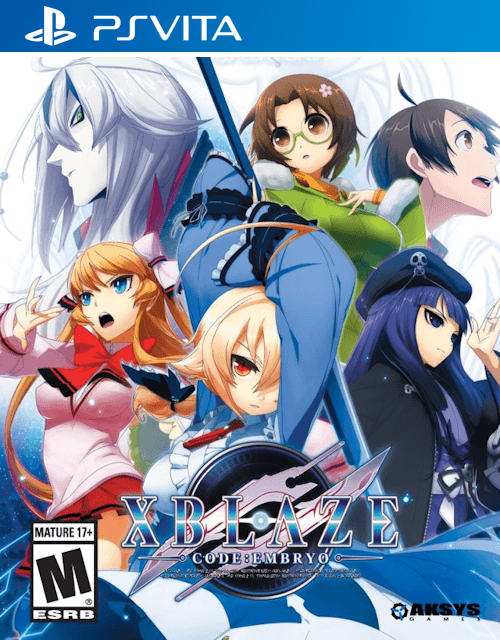 PSVITA
XBLAZE
CODE:EMBRYO
MATURE 17+
M
®
ESRB
AKSYS
GAMES